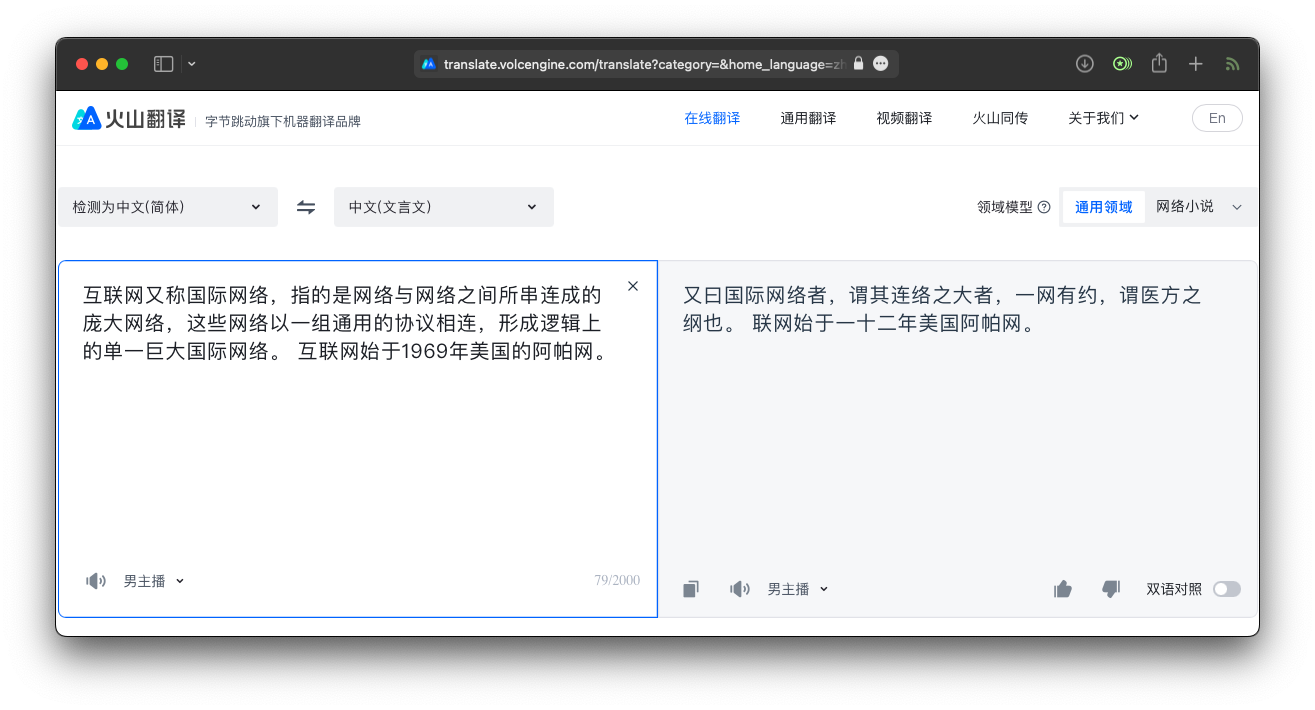 translate.volcengine.com/translate?category=&home_language=zh
火山翻译
字节跳动旗下机器翻译品牌
在线翻译 通用翻译 视频翻译 火山同传 关于我们 En
检测为中文(简体) 中文(文言文) 领域模型 通用领域 网络小说
互联网又称国际网络，指的是网络与网络之间所串连成的
庞大网络，这些网络以一组通用的协议相连，形成逻辑上
的单一巨大国际网络。 互联网始于1969年美国的阿帕网。
男主播 79/2000
又曰国际网络者，谓其连络之大者，一网有约，谓医方之
纲也。 联网始于一十二年美国阿帕网。
男主播 双语对照